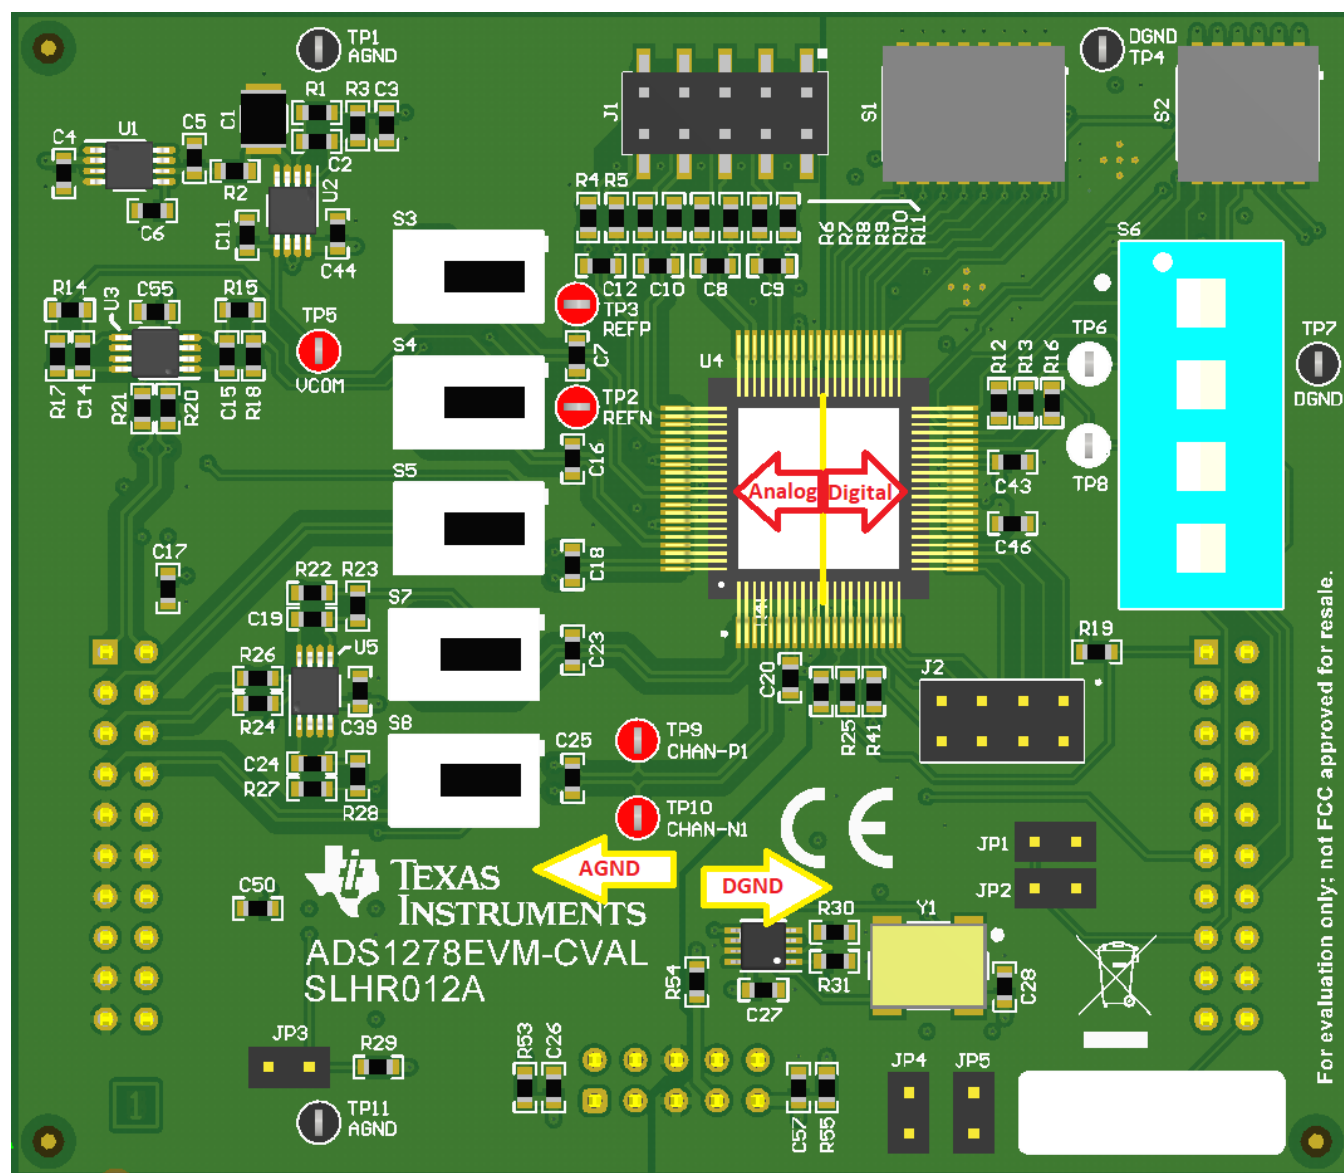 TP1
AGND
DGND
TP4
C1
R1
R3
C3
J1
S1
S2
C4
U1
C5
C2
R2
U2
C6
C11
C44
R4
R5
R6
R7
R8
R9
R10
R11
S3
S6
C12
C10
C8
C9
R14
U3
C55
R15
TP5
VCOM
TP3
REFP
TP6
TP7
DGND
R17
C14
R21
R20
C15
R18
S4
C7
U4
R12
R13
R16
TP2
REFN
C16
TP8
S5
Analog
Digital
C43
C46
C17
C18
R22
R23
C19
S7
U41
R19
R26
U5
C23
C20
J2
R24
C39
R25
R41
S8
C24
R27
R28
C25
TP9
CHAN-P1
TP10
CHAN-N1
CE
JP1
JP2
AGND
DGND
TEXAS
INSTRUMENTS
C50
ADS1278EVM-CVAL
SLHR012A
R30
R31
Y1
R54
C27
C28
JP3
R29
R53
C26
C57
R55
JP4
JP5
TP11
AGND
1
For evaluation only; not FCC approved for resale.